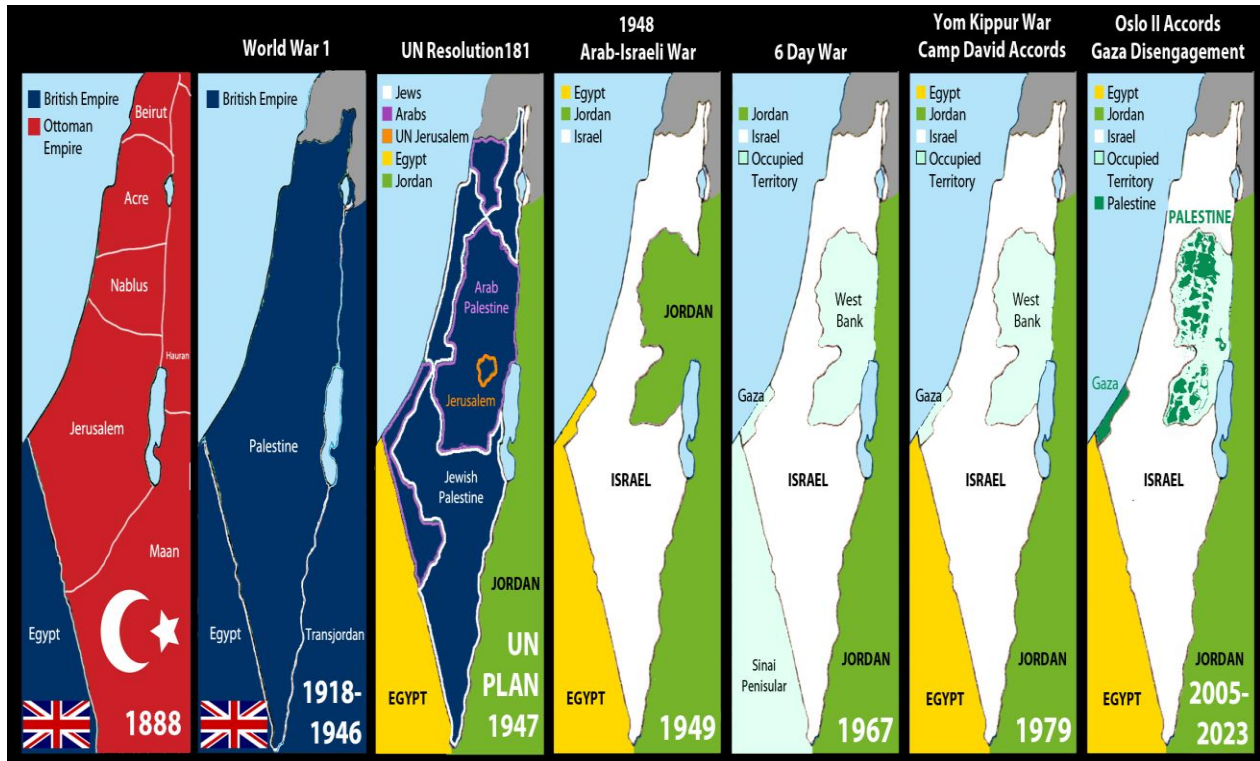 World War 1
UN Resolution181
1948
Arab-Israeli War
6 Day War
Yom Kippur War
Camp David Accords
Oslo II Accords
Gaza Disengagement
British Empire
Ottoman
Empire
Beirut
Acre
Nablus
Hauran
Jerusalem
Maan
Egypt
1888
British Empire
Palestine
Egypt
Transjordan
1918-
1946
Jews
Arabs
UN Jerusalem
Egypt
Jordan
Arab
Palestine
Jerusalem
Jewish
Palestine
JORDAN
EGYPT
UN
PLAN
1947
Egypt
Jordan
Israel
JORDAN
ISRAEL
EGYPT
1949
Jordan
Israel
Occupied
Territory
West
Bank
Gaza
ISRAEL
Sinai
Penisular
JORDAN
1967
Egypt
Jordan
Israel
Occupied
Territory
West
Bank
Gaza
ISRAEL
JORDAN
EGYPT
1979
Egypt
Jordan
Israel
Occupied
Territory
Palestine
PALESTINE
Gaza
ISRAEL
JORDAN
EGYPT
2005-
2023